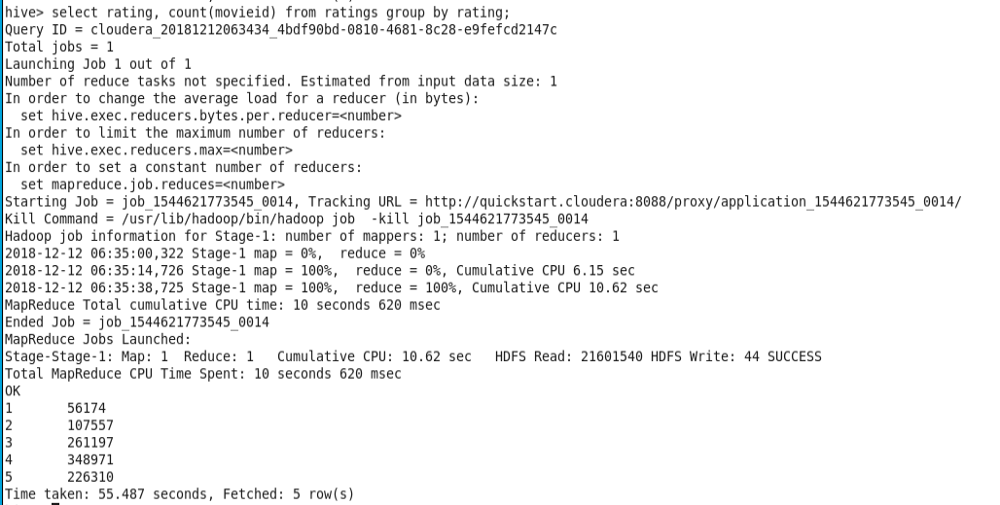 hive> select rating, count(movieid) from ratings group by rating;
Query ID = cloudera_20181212063434_4bdf90bd-0810-4681-8c28-e9fefcd2147c
Total jobs = 1
Launching Job 1 out of 1
Number of reduce tasks not specified. Estimated from input data size: 1
In order to change the average load for a reducer (in bytes):
  set hive.exec.reducers.bytes.per.reducer=<number>
In order to limit the maximum number of reducers:
  set hive.exec.reducers.max=<number>
In order to set a constant number of reducers:
  set mapreduce.job.reduces=<number>
Starting Job = job_1544621773545_0014, Tracking URL = http://quickstart.cloudera:8088/proxy/application_1544621773545_0014/
Kill Command = /usr/lib/hadoop/bin/hadoop job  -kill job_1544621773545_0014
Hadoop job information for Stage-1: number of mappers: 1; number of reducers: 1
2018-12-12 06:35:00,322 Stage-1 map = 0%,  reduce = 0%
2018-12-12 06:35:14,726 Stage-1 map = 100%,  reduce = 0%, Cumulative CPU 6.15 sec
2018-12-12 06:35:38,725 Stage-1 map = 100%,  reduce = 100%, Cumulative CPU 10.62 sec
MapReduce Total cumulative CPU time: 10 seconds 620 msec
Ended Job = job_1544621773545_0014
MapReduce Jobs Launched:
Stage-Stage-1: Map: 1  Reduce: 1   Cumulative CPU: 10.62 sec   HDFS Read: 21601540 HDFS Write: 44 SUCCESS
Total MapReduce CPU Time Spent: 10 seconds 620 msec
OK
1	56174
2	107557
3	261197
4	348971
5	226310
Time taken: 55.487 seconds, Fetched: 5 row(s)